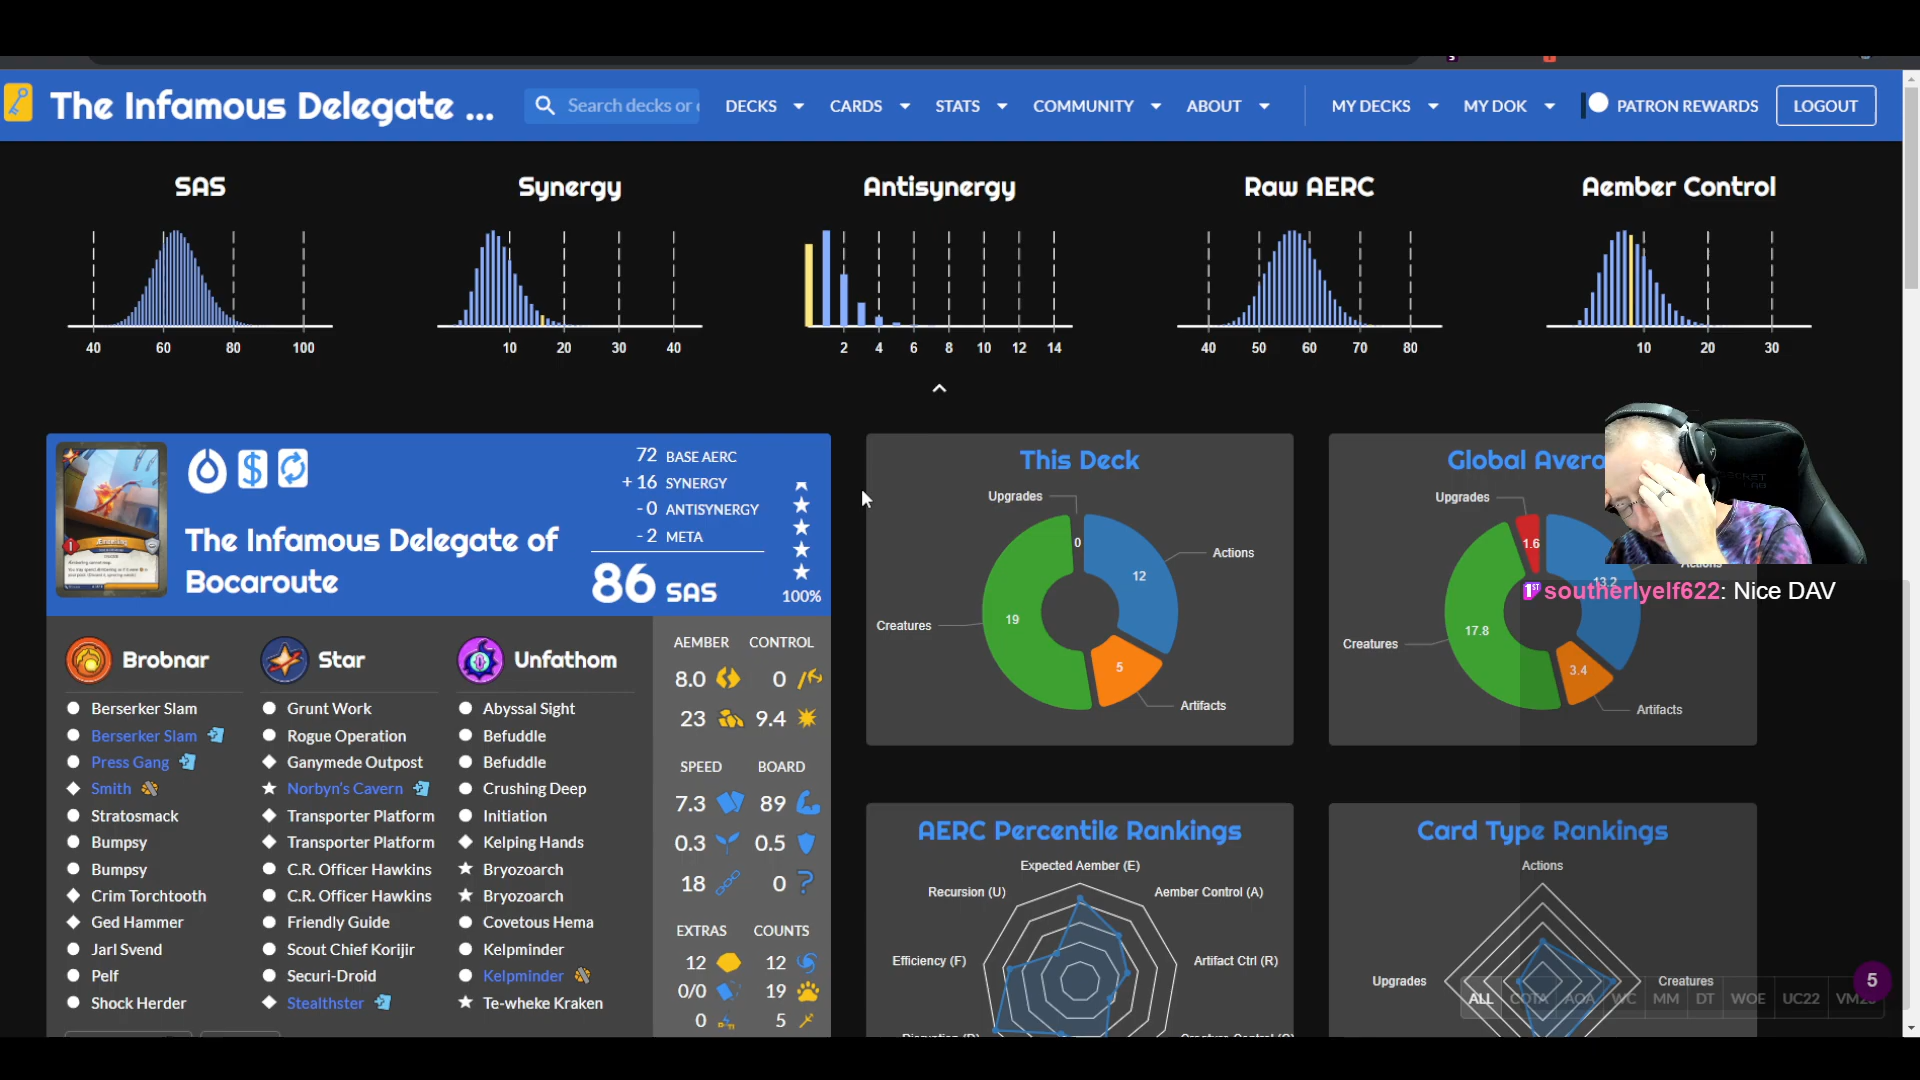 The Infamous Delegate ...
Search decks or
DECKS
CARDS
STATS
COMMUNITY
ABOUT
MY DECKS
MY DOK
PATRON REWARDS
LOGOUT
SAS
40 60 80 100
Synergy
10 20 30 40
Antisynergy
2 4 6 8 10 12 14
Raw AERC
40 50 60 70 80
Aember Control
10 20 30
72 BASE AERC
+ 16 SYNERGY
- 0 ANTISYNERGY
- 2 META
86 SAS
100%
The Infamous Delegate of
Bocaroute
Brobnar
Berserker Slam
Berserker Slam
Press Gang
Smith
Stratosmack
Bumpsy
Bumpsy
Crim Torchtooth
Ged Hammer
Jarl Svend
Pelf
Shock Herder
Star
Grunt Work
Rogue Operation
Ganymede Outpost
Norbyn's Cavern
Transporter Platform
Transporter Platform
C.R. Officer Hawkins
C.R. Officer Hawkins
Friendly Guide
Scout Chief Korijir
Securi-Droid
Stealthster
Unfathom
Abyssal Sight
Befuddle
Befuddle
Crushing Deep
Initiation
Kelping Hands
Bryozoarch
Bryozoarch
Covetous Hema
Kelpminder
Kelpminder
Te-wheke Kraken
AEMBER CONTROL
8.0 0
23 9.4
SPEED BOARD
7.3 89
0.3 0.5
18 0 ?
EXTRAS COUNTS
12 12
0/0 19
0 5
This Deck
Upgrades
0
Actions
12
Creatures
19
5
Artifacts
Global Avera
Upgrades
1.6
Actions
13.2
Creatures
17.8
3.4
Artifacts
southerlyelf622: Nice DAV
AERC Percentile Rankings
Expected Aember (E)
Recursion (U)
Aember Control (A)
Efficiency (F)
Artifact Ctrl (R)
Card Type Rankings
Actions
Upgrades
Creatures
5
ALL COTA AOA WC MM DT WOE UC22